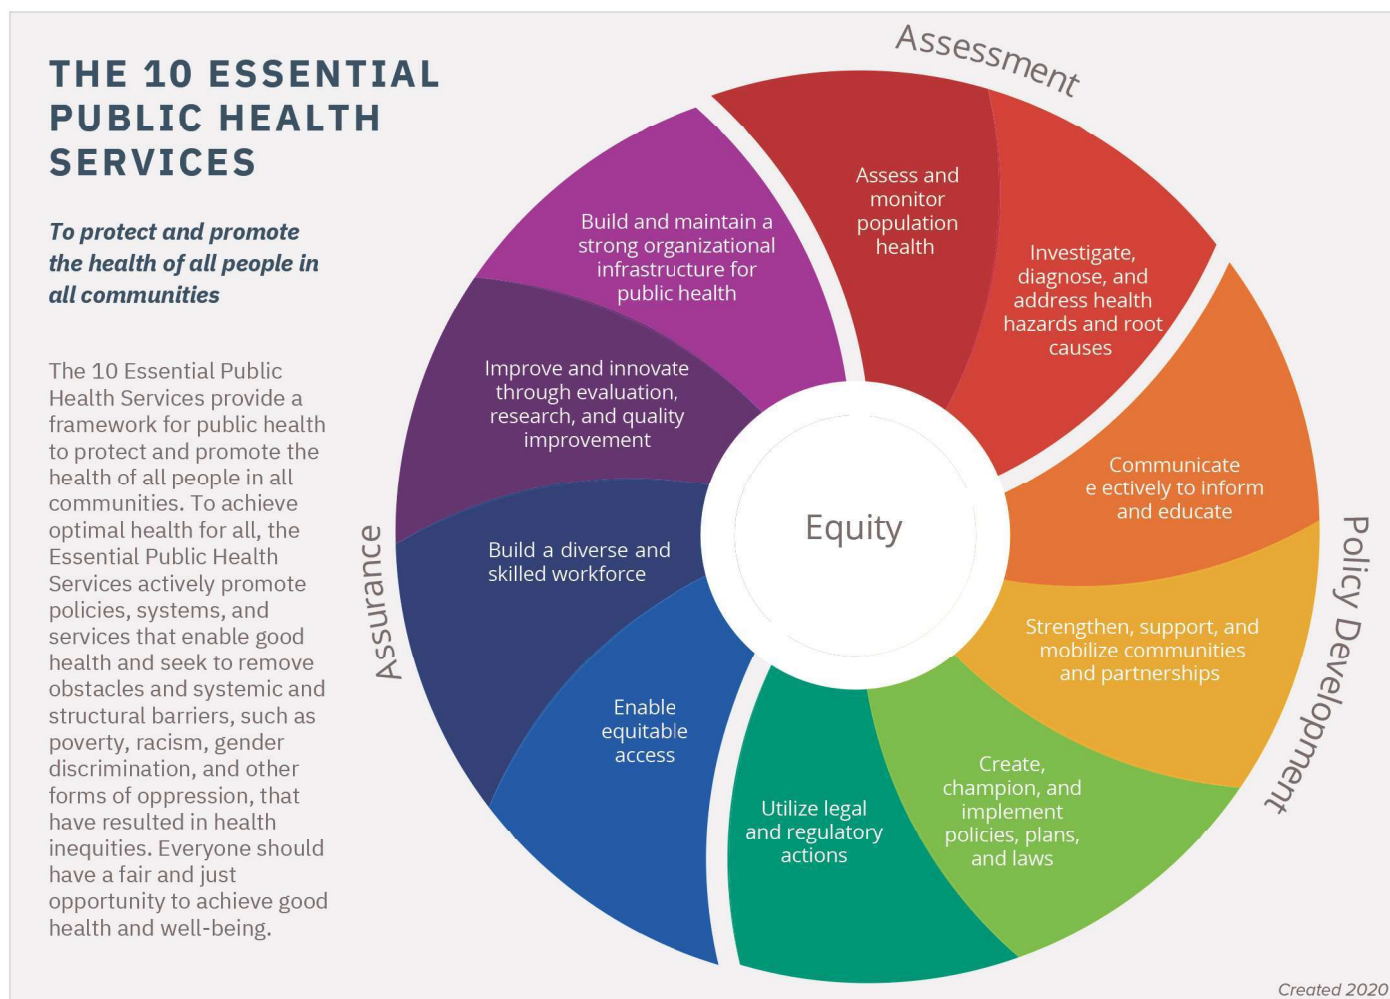 THE 10 ESSENTIAL
PUBLIC HEALTH
SERVICES
To protect and promote
the health of all people in
all communities
The 10 Essential Public
Health Services provide a
framework for public health
to protect and promote the
health of all people in all
communities. To achieve
optimal health for all, the
Essential Public Health
Services actively promote
policies, systems, and
services that enable good
health and seek to remove
obstacles and systemic and
structural barriers, such as
poverty, racism, gender
discrimination, and other
forms of oppression, that
have resulted in health
inequities. Everyone should
have a fair and just
opportunity to achieve good
health and well-being.
Assessment
Assess and
monitor
population
health
Investigate,
diagnose, and
address health
hazards and root
causes
Policy Development
Communicate
e ectively to inform
and educate
Strengthen, support, and
mobilize communities
and partnerships
Create,
champion, and
implement
policies, plans,
and laws
Utilize legal
and regulatory
actions
Assurance
Enable
equitable
access
Build a diverse and
skilled workforce
Improve and innovate
through evaluation,
research, and quality
improvement
Build and maintain a
strong organizational
infrastructure for
public health
Equity
Created 2020